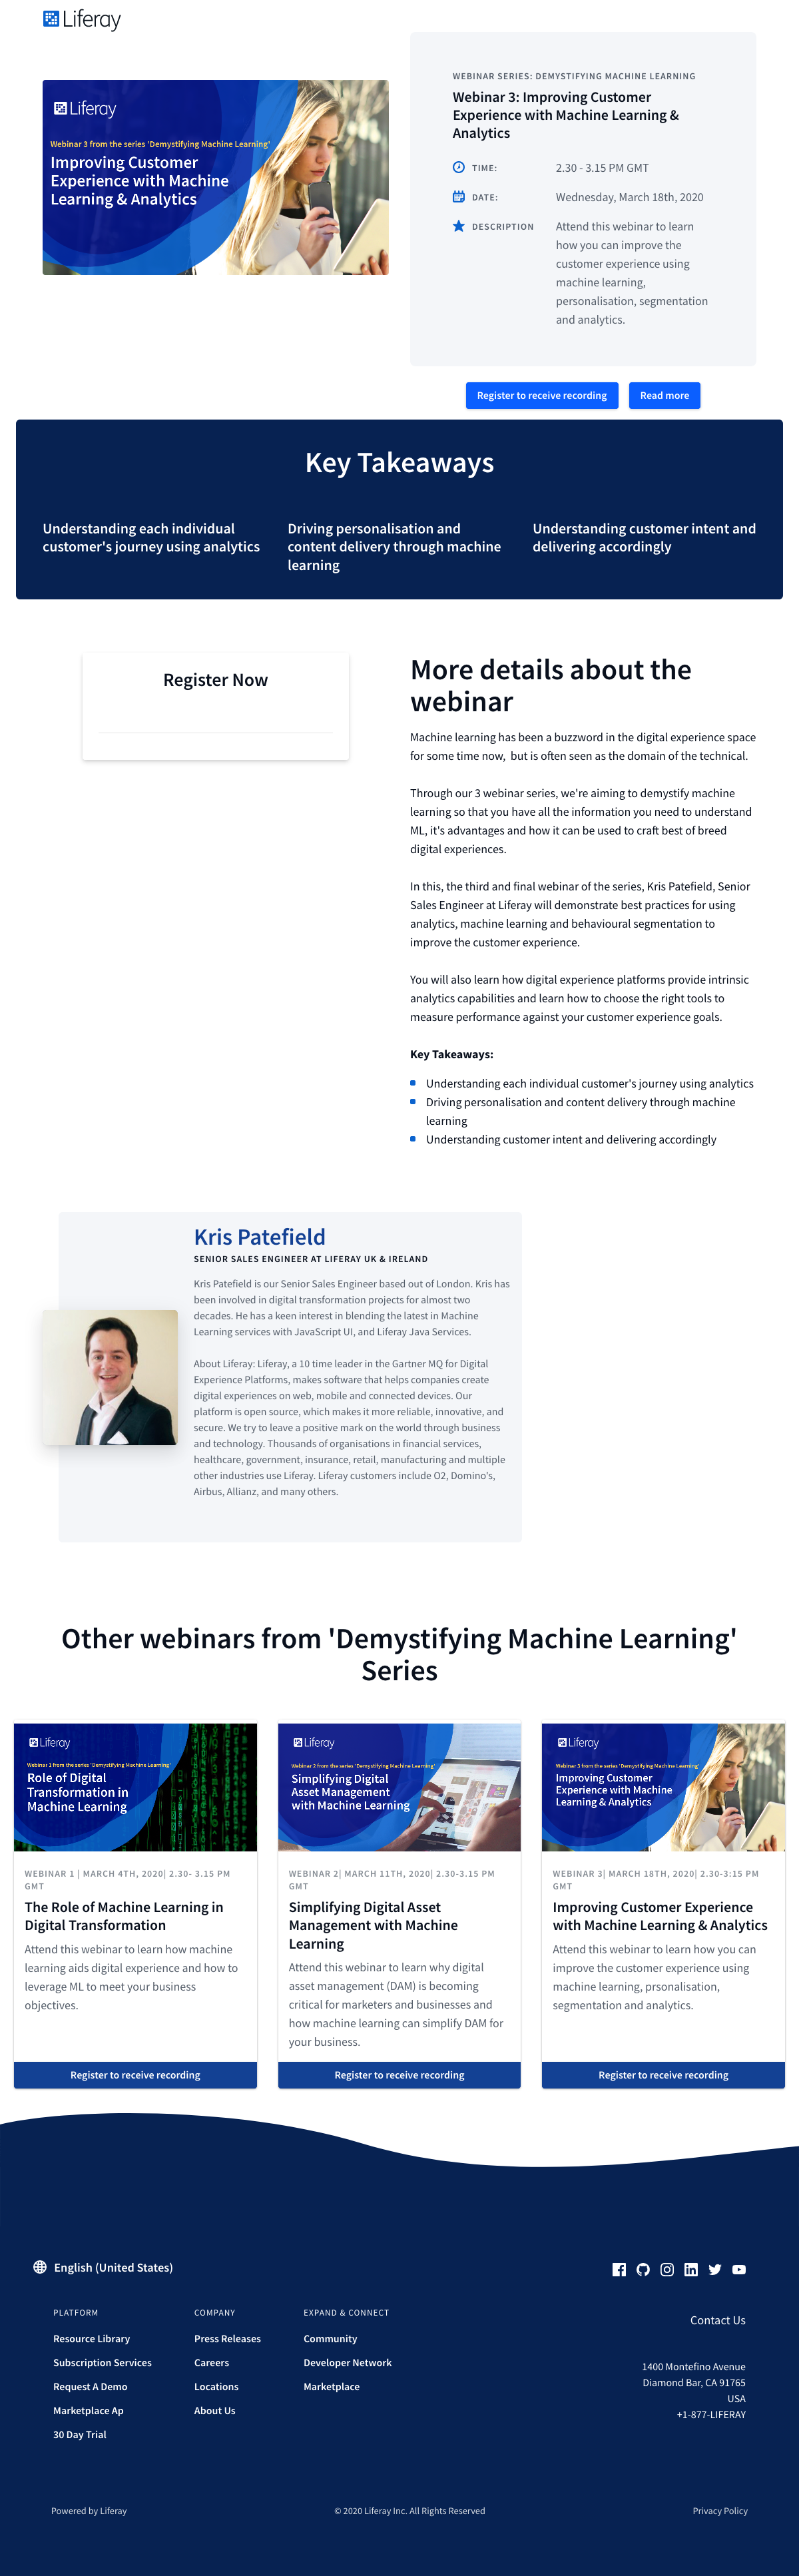 Liferay
Liferay
Webinar 3 from the series 'Demystifying Machine Learning'
Improving Customer
Experience with Machine
Learning & Analytics
WEBINAR SERIES: DEMYSTIFYING MACHINE LEARNING
Webinar 3: Improving Customer
Experience with Machine Learning &
Analytics
TIME: 2.30 - 3.15 PM GMT
DATE: Wednesday, March 18th, 2020
DESCRIPTION Attend this webinar to learn
how you can improve the
customer experience using
machine learning,
personalisation, segmentation
and analytics.
Register to receive recording
Read more
Key Takeaways
Understanding each individual
customer's journey using analytics
Driving personalisation and
content delivery through machine
learning
Understanding customer intent and
delivering accordingly
Register Now
More details about the
webinar
Machine learning has been a buzzword in the digital experience space
for some time now,  but is often seen as the domain of the technical.
Through our 3 webinar series, we're aiming to demystify machine
learning so that you have all the information you need to understand
ML, it's advantages and how it can be used to craft best of breed
digital experiences.
In this, the third and final webinar of the series, Kris Patefield, Senior
Sales Engineer at Liferay will demonstrate best practices for using
analytics, machine learning and behavioural segmentation to
improve the customer experience.
You will also learn how digital experience platforms provide intrinsic
analytics capabilities and learn how to choose the right tools to
measure performance against your customer experience goals.
Key Takeaways:
Understanding each individual customer's journey using analytics
Driving personalisation and content delivery through machine
learning
Understanding customer intent and delivering accordingly
Kris Patefield
SENIOR SALES ENGINEER AT LIFERAY UK & IRELAND
Kris Patefield is our Senior Sales Engineer based out of London. Kris has
been involved in digital transformation projects for almost two
decades. He has a keen interest in blending the latest in Machine
Learning services with JavaScript UI, and Liferay Java Services.
About Liferay: Liferay, a 10 time leader in the Gartner MQ for Digital
Experience Platforms, makes software that helps companies create
digital experiences on web, mobile and connected devices. Our
platform is open source, which makes it more reliable, innovative, and
secure. We try to leave a positive mark on the world through business
and technology. Thousands of organisations in financial services,
healthcare, government, insurance, retail, manufacturing and multiple
other industries use Liferay. Liferay customers include O2, Domino's,
Airbus, Allianz, and many others.
Other webinars from 'Demystifying Machine Learning'
Series
Liferay
Webinar 1 from the series 'Demystifying Machine Learning'
Role of Digital
Transformation in
Machine Learning
WEBINAR 1 | MARCH 4TH, 2020| 2.30- 3.15 PM
GMT
The Role of Machine Learning in
Digital Transformation
Attend this webinar to learn how machine
learning aids digital experience and how to
leverage ML to meet your business
objectives.
Register to receive recording
Liferay
Webinar 2 from the series 'Demystifying Machine Learning'
Simplifying Digital
Asset Management
with Machine Learning
WEBINAR 2| MARCH 11TH, 2020| 2.30-3.15 PM
GMT
Simplifying Digital Asset
Management with Machine
Learning
Attend this webinar to learn why digital
asset management (DAM) is becoming
critical for marketers and businesses and
how machine learning can simplify DAM for
your business.
Register to receive recording
Liferay
Webinar 3 from the series 'Demystifying Machine Learning'
Improving Customer
Experience with Machine
Learning & Analytics
WEBINAR 3| MARCH 18TH, 2020| 2.30-3:15 PM
GMT
Improving Customer Experience
with Machine Learning & Analytics
Attend this webinar to learn how you can
improve the customer experience using
machine learning, prsonalisation,
segmentation and analytics.
Register to receive recording
English (United States)
PLATFORM
Resource Library
Subscription Services
Request A Demo
Marketplace Ap
30 Day Trial
COMPANY
Press Releases
Careers
Locations
About Us
EXPAND & CONNECT
Community
Developer Network
Marketplace
Contact Us
1400 Montefino Avenue
Diamond Bar, CA 91765
USA
+1-877-LIFERAY
Powered by Liferay
© 2020 Liferay Inc. All Rights Reserved
Privacy Policy